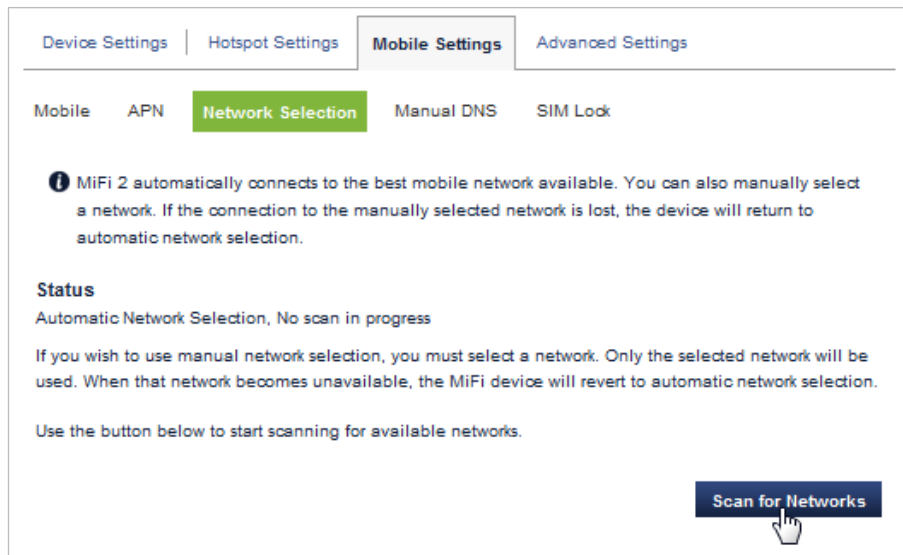 Device Settings Hotspot Settings Mobile Settings Advanced Settings
Mobile APN Network Selection Manual DNS SIM Lock
MiFi 2 automatically connects to the best mobile network available. You can also manually select
a network. If the connection to the manually selected network is lost, the device will return to
automatic network selection.
Status
Automatic Network Selection, No scan in progress
If you wish to use manual network selection, you must select a network. Only the selected network will be
used. When that network becomes unavailable, the MiFi device will revert to automatic network selection.
Use the button below to start scanning for available networks.
Scan for Networks